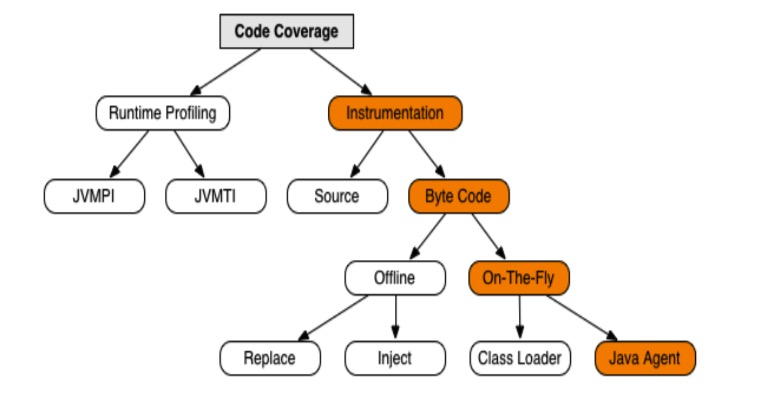 Code Coverage
Runtime Profiling
Instrumentation
JVMPI
JVMTI
Source
Byte Code
Offline
On-The-Fly
Replace
Inject
Class Loader
Java Agent